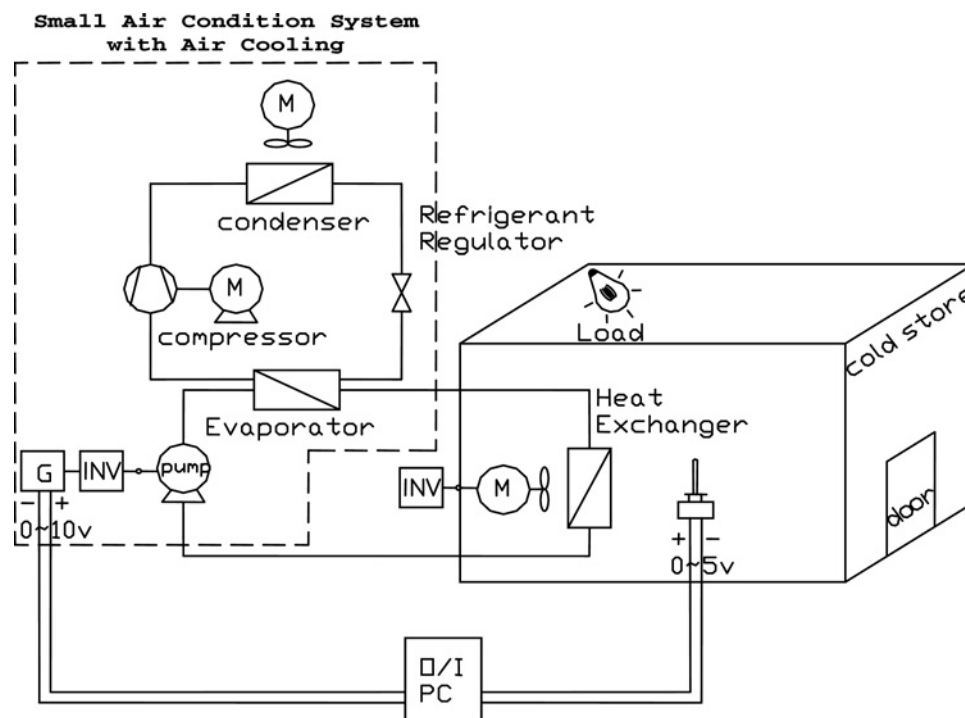 Small Air Condition System
with Air Cooling
M
condenser
Refrigerant
Regulator
M
compressor
Load
cold store
Evaporator
Heat
Exchanger
G
INV
pump
INV
M
door
- +
0~10v
+ -
0~5v
O/I
PC